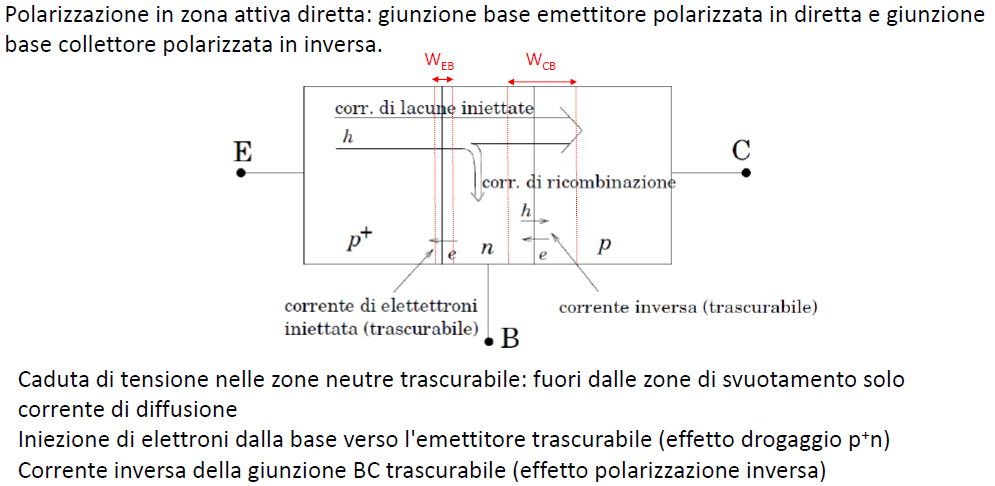 Polarizzazione in zona attiva diretta: giunzione base emettitore polarizzata in diretta e giunzione
base collettore polarizzata in inversa.
W_EB W_CB
corr. di lacune iniettate
h
E
C
corr. di ricombinazione
h
p+ e n e p
corrente di elettettroni
iniettata (trascurabile)
corrente inversa (trascurabile)
B
Caduta di tensione nelle zone neutre trascurabile: fuori dalle zone di svuotamento solo
corrente di diffusione
Iniezione di elettroni dalla base verso l'emettitore trascurabile (effetto drogaggio p⁺n)
Corrente inversa della giunzione BC trascurabile (effetto polarizzazione inversa)